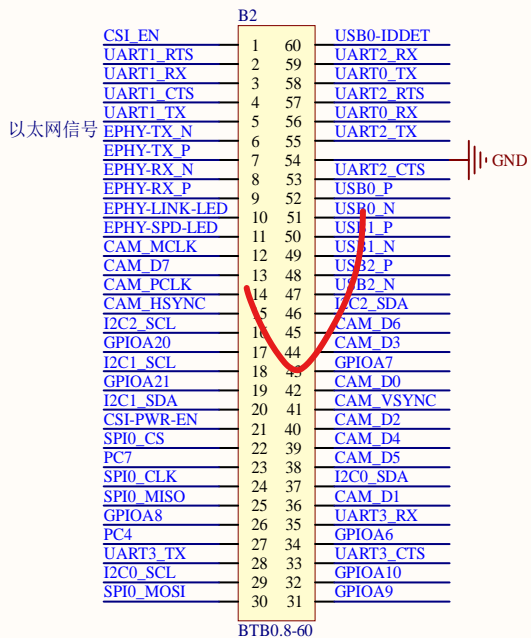 B2
CSI_EN 1 60 USB0-IDDET
UART1_RTS 2 59 UART2_RX
UART1_RX 3 58 UART0_TX
UART1_CTS 4 57 UART2_RTS
UART1_TX 5 56 UART0_RX
以太网信号 EPHY-TX_N 6 55 UART2_TX
EPHY-TX_P 7 54 GND
EPHY-RX_N 8 53 UART2_CTS
EPHY-RX_P 9 52 USB0_P
EPHY-LINK-LED 10 51 USB0_N
EPHY-SPD-LED 11 50 USB1_P
CAM_MCLK 12 49 USB1_N
CAM_D7 13 48 USB2_P
CAM_PCLK 14 47 USB2_N
CAM_HSYNC 15 46 I2C2_SDA
I2C2_SCL 16 45 CAM_D6
GPIOA20 17 44 CAM_D3
I2C1_SCL 18 43 GPIOA7
GPIOA21 19 42 CAM_D0
I2C1_SDA 20 41 CAM_VSYNC
CSI-PWR-EN 21 40 CAM_D2
SPI0_CS 22 39 CAM_D4
PC7 23 38 CAM_D5
SPI0_CLK 24 37 I2C0_SDA
SPI0_MISO 25 36 CAM_D1
GPIOA8 26 35 UART3_RX
PC4 27 34 GPIOA6
UART3_TX 28 33 UART3_CTS
I2C0_SCL 29 32 GPIOA10
SPI0_MOSI 30 31 GPIOA9
BTB0.8-60